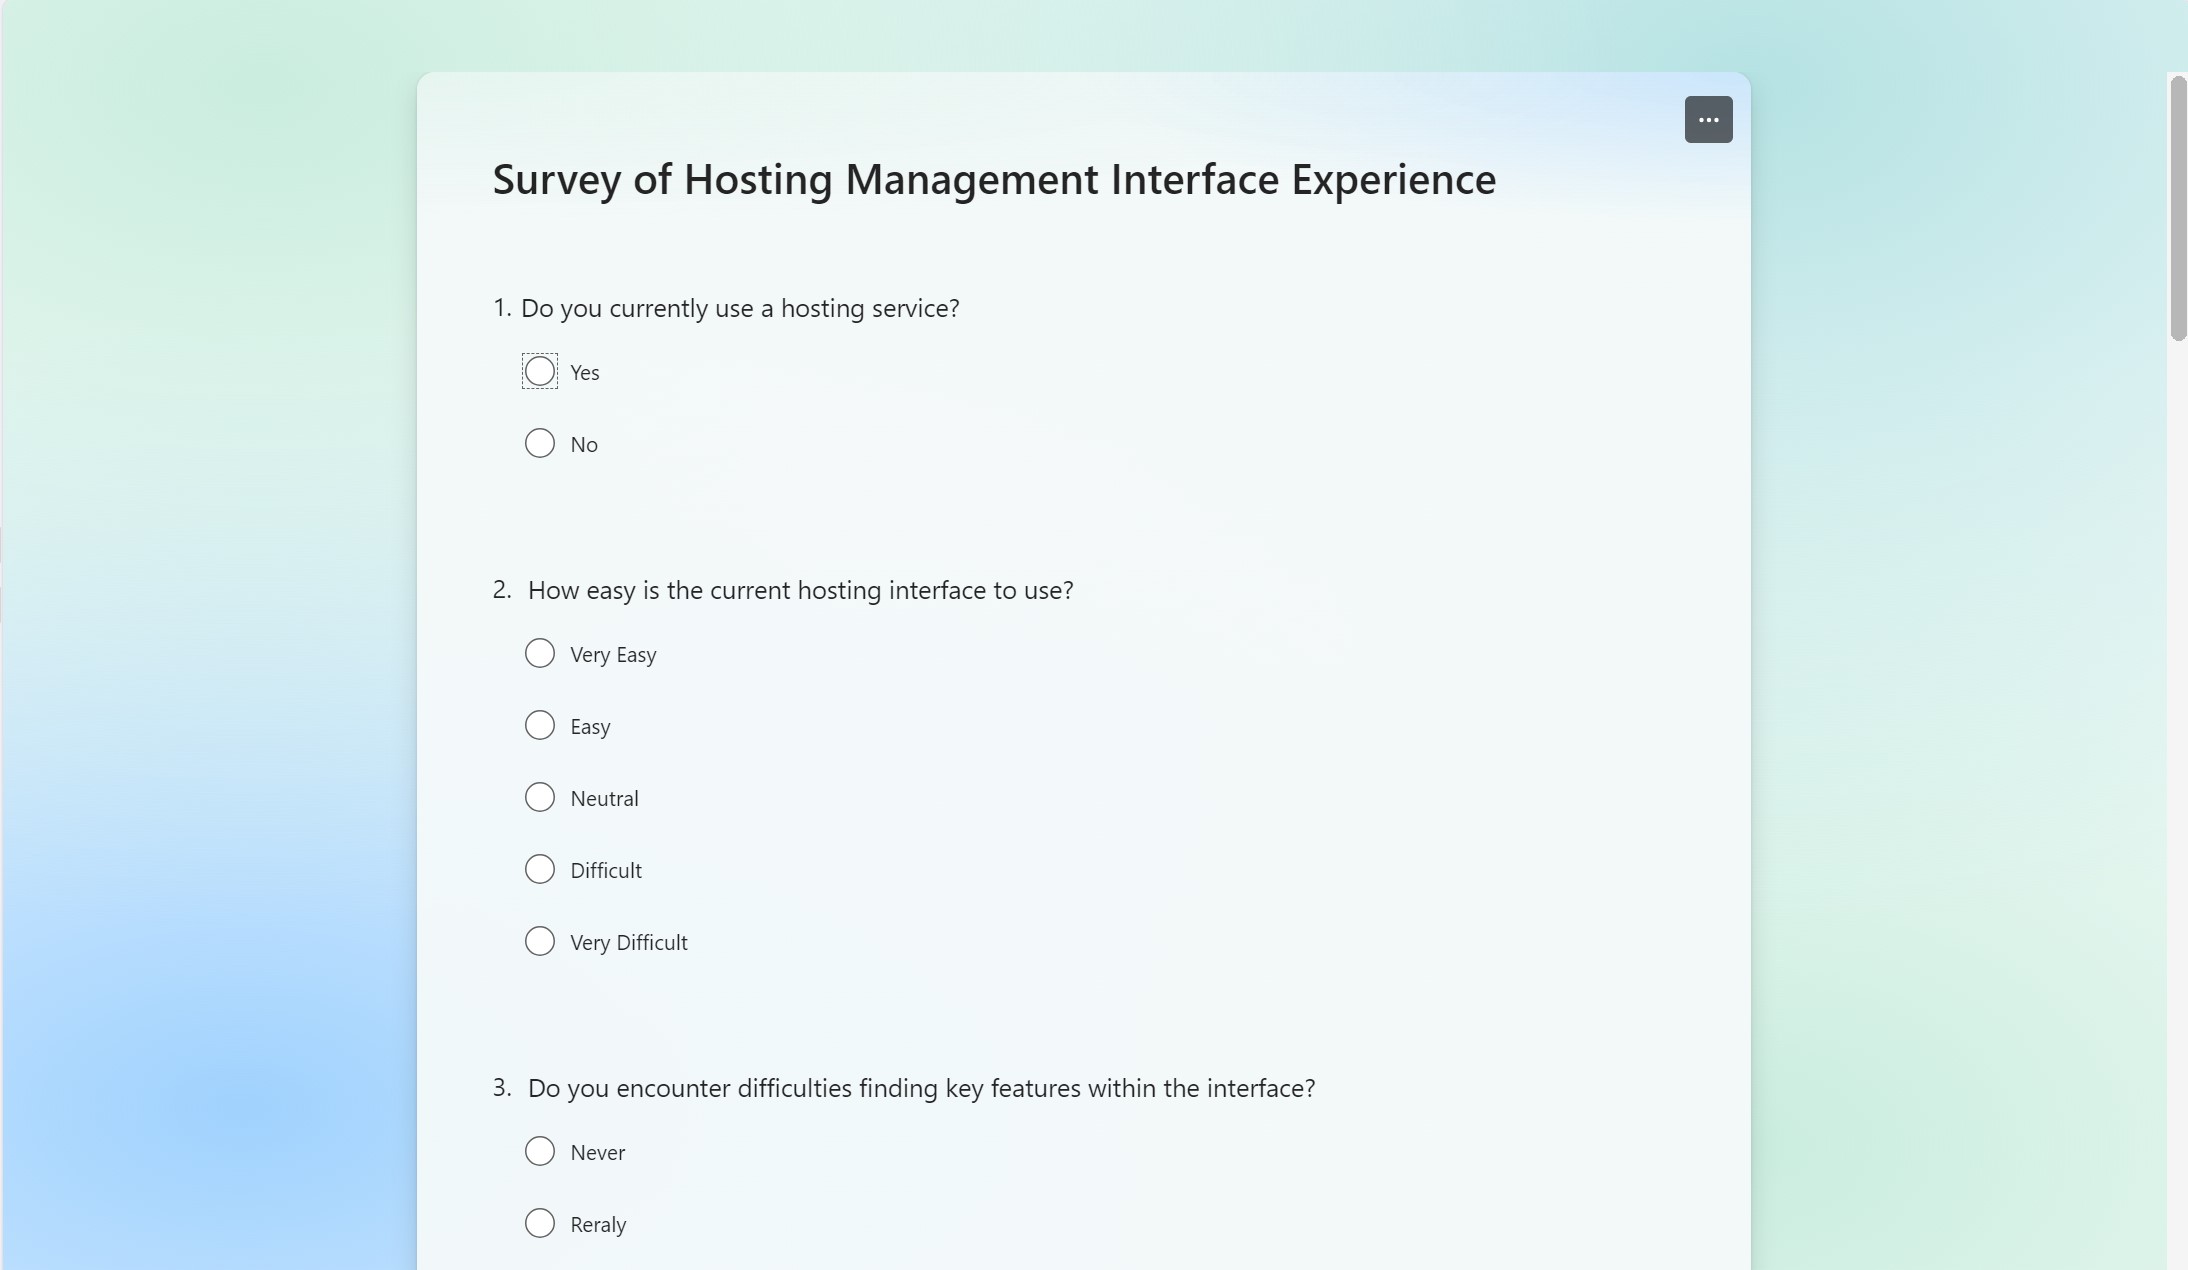 Survey of Hosting Management Interface Experience
1. Do you currently use a hosting service?
Yes
No
2. How easy is the current hosting interface to use?
Very Easy
Easy
Neutral
Difficult
Very Difficult
3. Do you encounter difficulties finding key features within the interface?
Never
Reraly